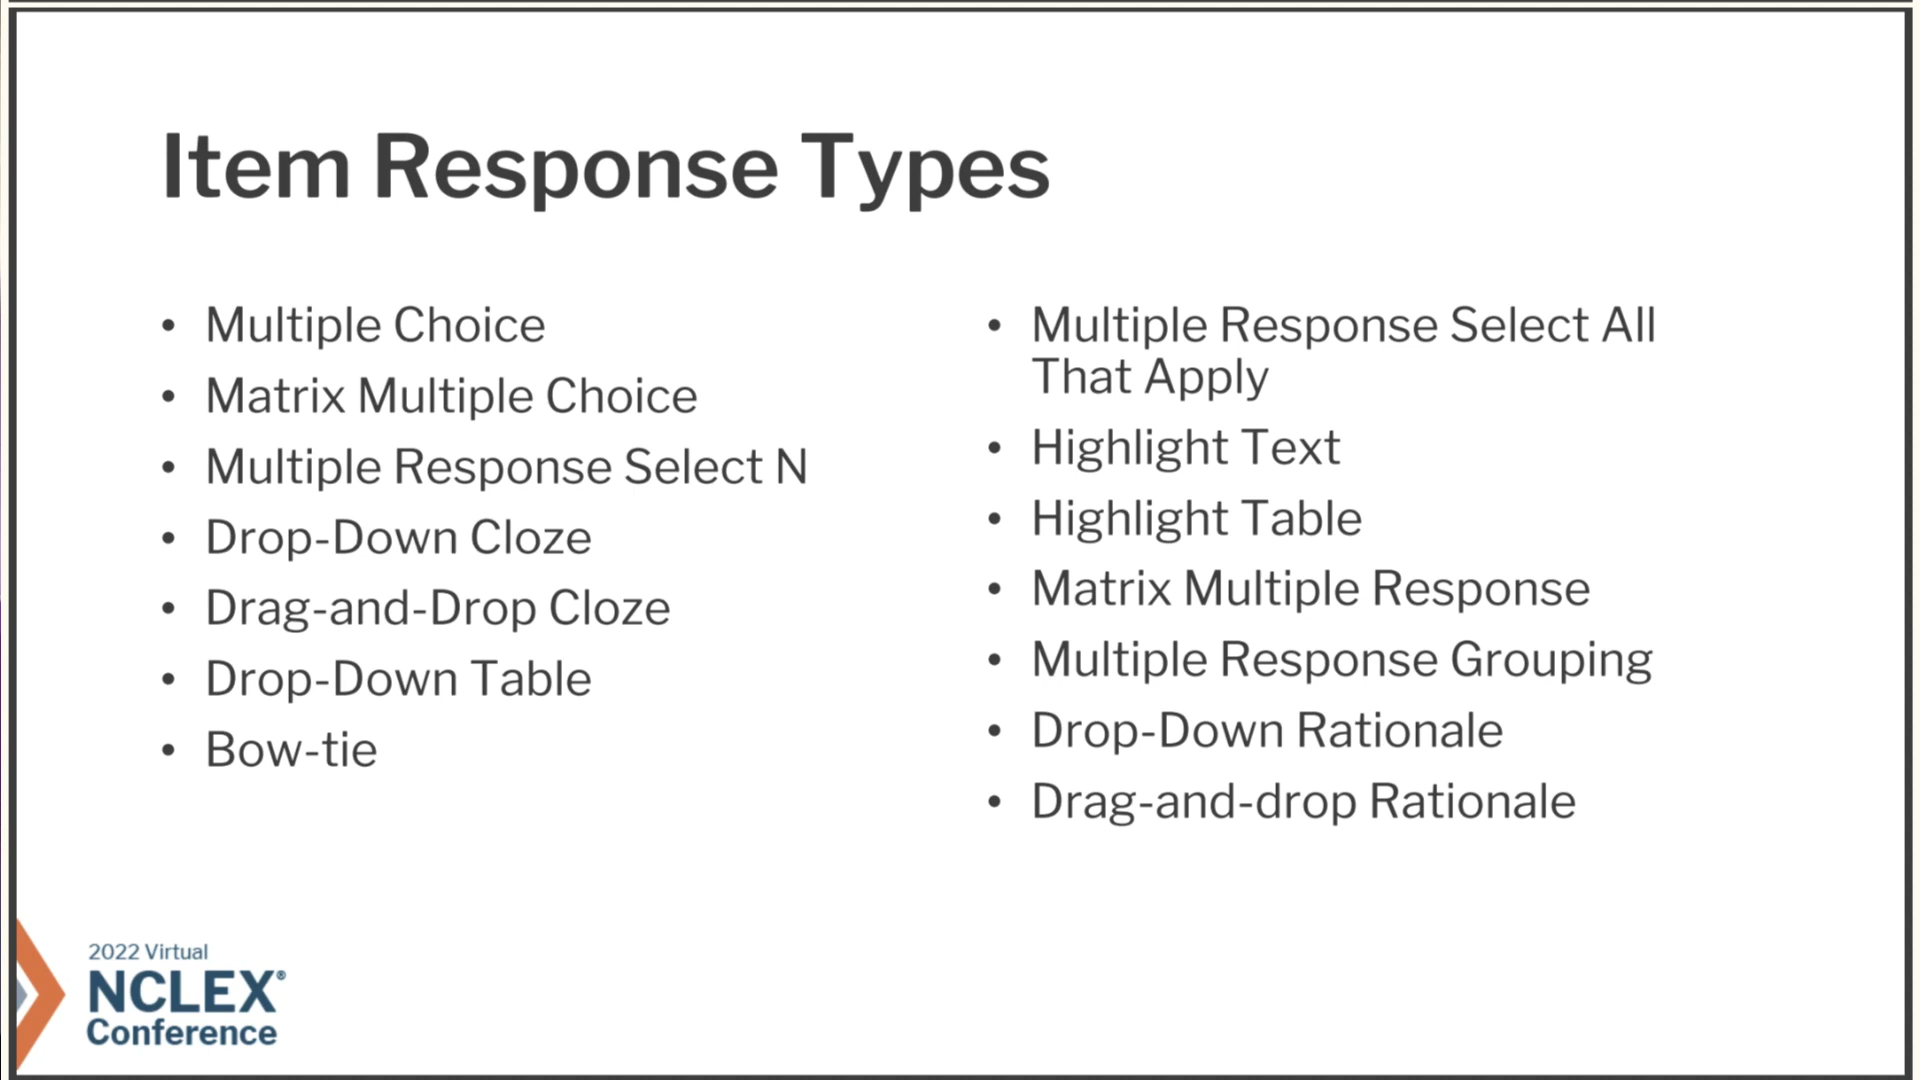 Item Response Types
• Multiple Choice
• Matrix Multiple Choice
• Multiple Response Select N
• Drop-Down Cloze
• Drag-and-Drop Cloze
• Drop-Down Table
• Bow-tie
• Multiple Response Select All
That Apply
• Highlight Text
• Highlight Table
• Matrix Multiple Response
• Multiple Response Grouping
• Drop-Down Rationale
• Drag-and-drop Rationale
2022 Virtual
NCLEX®
Conference